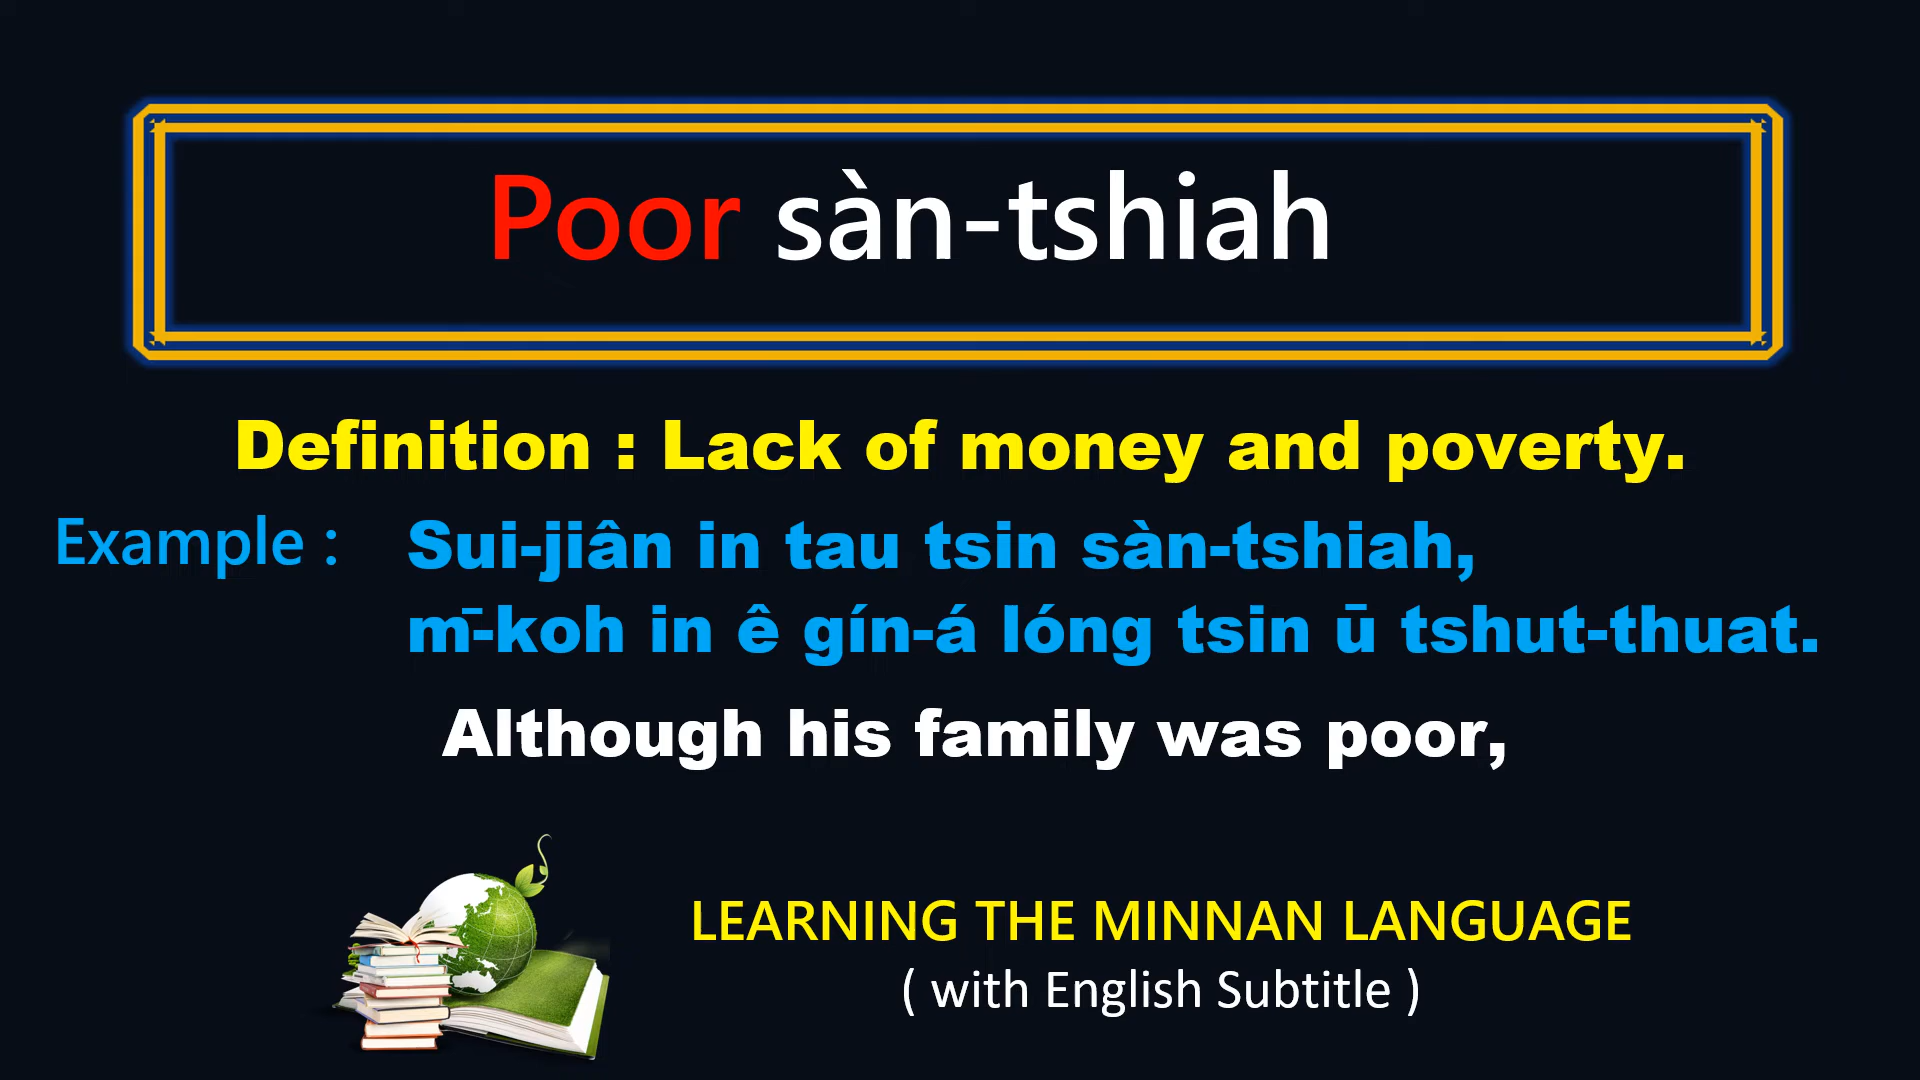 Poor sàn-tshiah
Definition : Lack of money and poverty.
Example : Sui-jiân in tau tsin sàn-tshiah,
m̄-koh in ê gín-á lóng tsin ū tshut-thuat.
Although his family was poor,
LEARNING THE MINNAN LANGUAGE
( with English Subtitle )